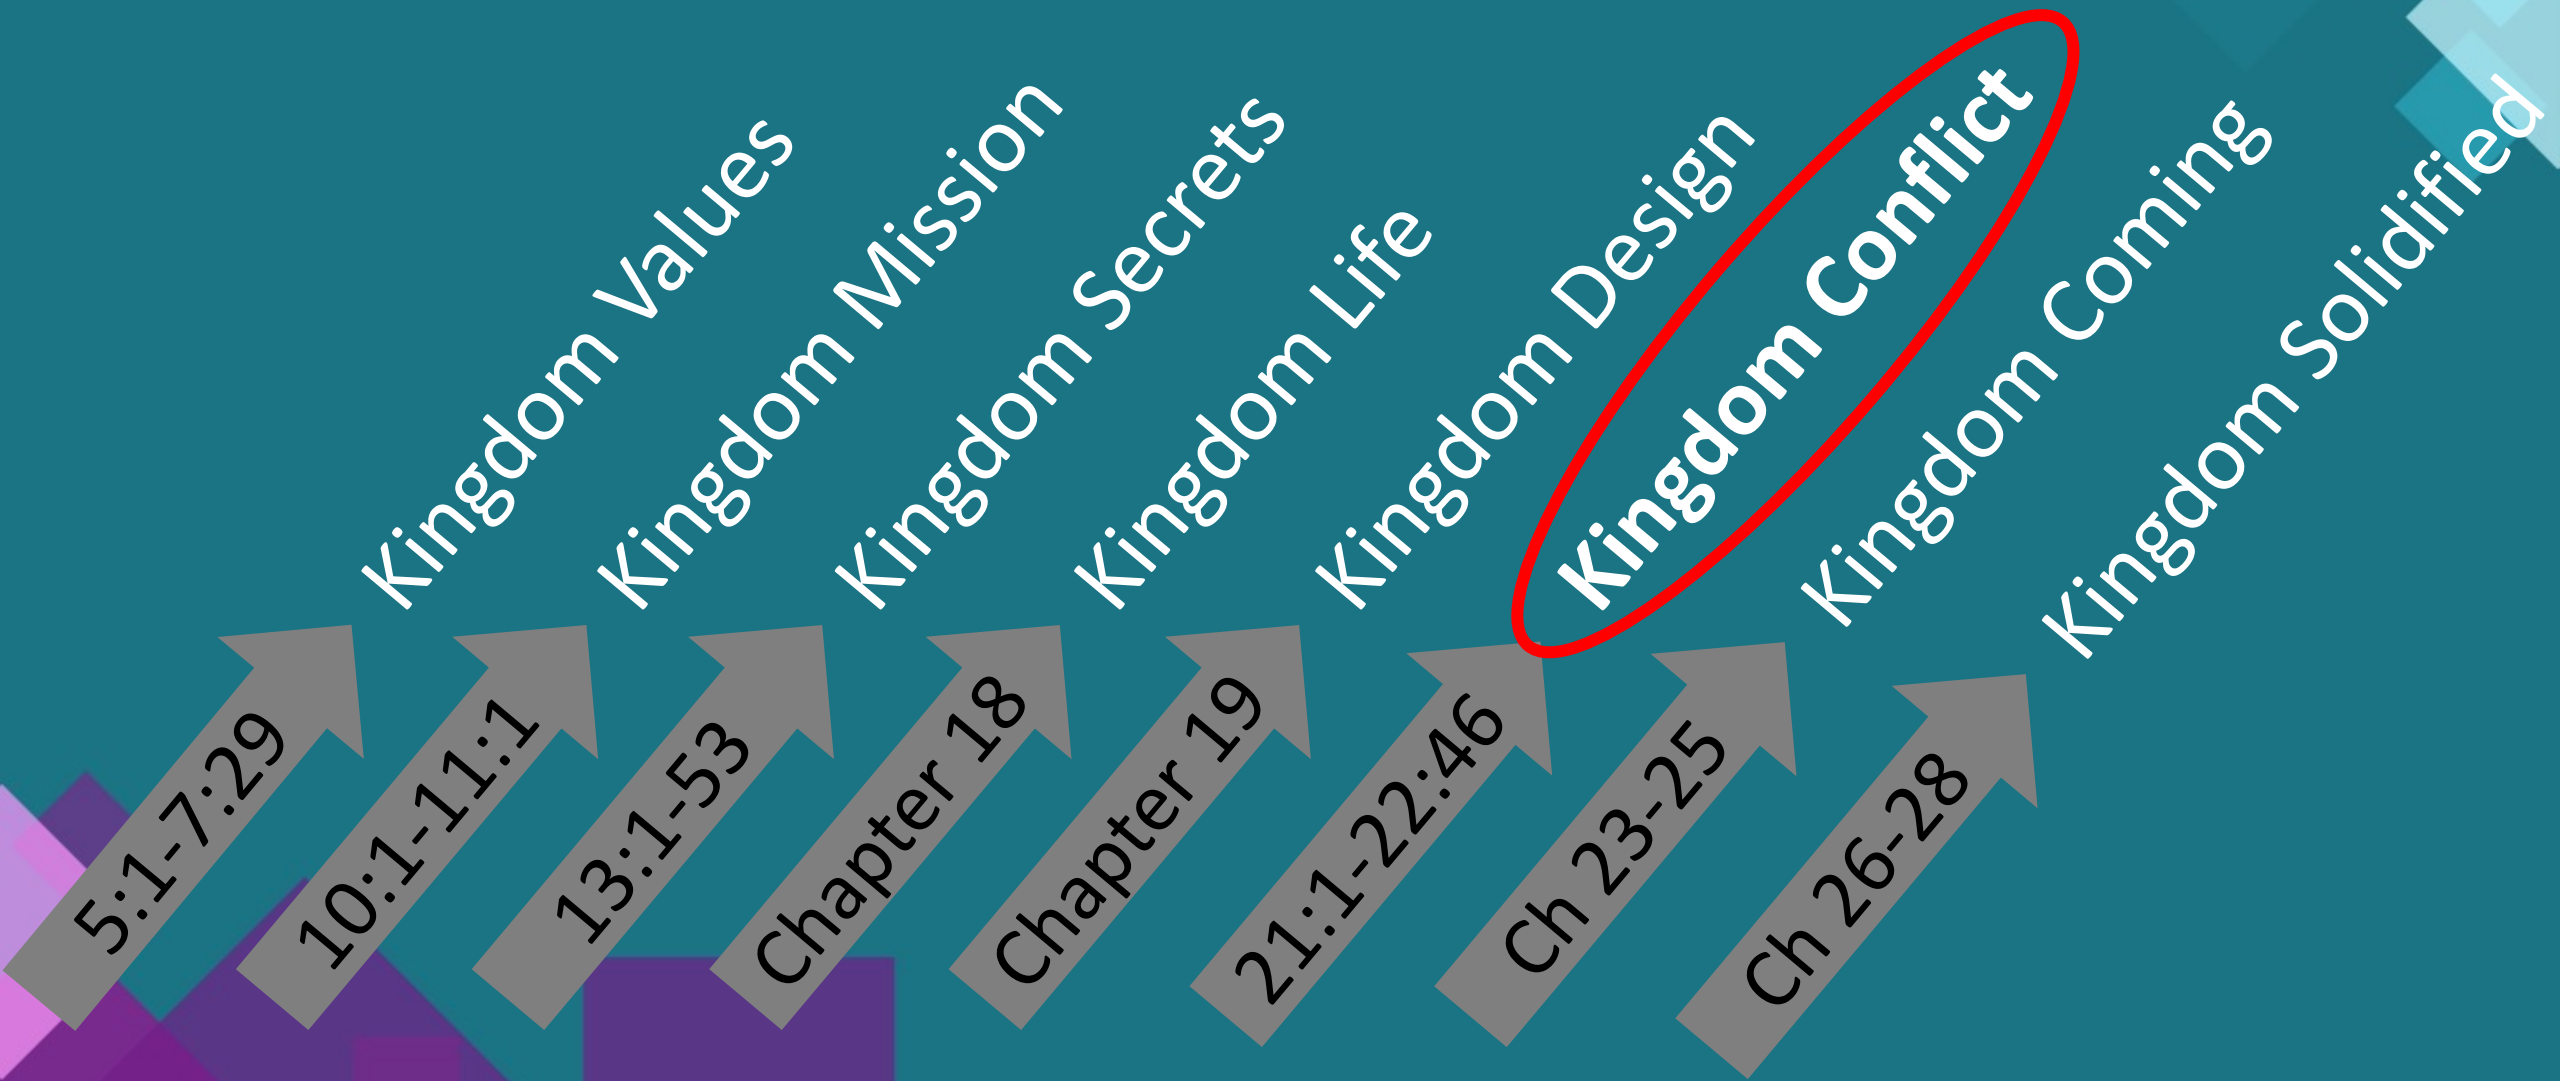 5:1-7:29
Kingdom Values
10:1-11:1
Kingdom Mission
13:1-53
Kingdom Secrets
Chapter 18
Kingdom Life
Chapter 19
Kingdom Design
21:1-22:46
Kingdom Conflict
Ch 23-25
Kingdom Coming
Ch 26-28
Kingdom Solidified